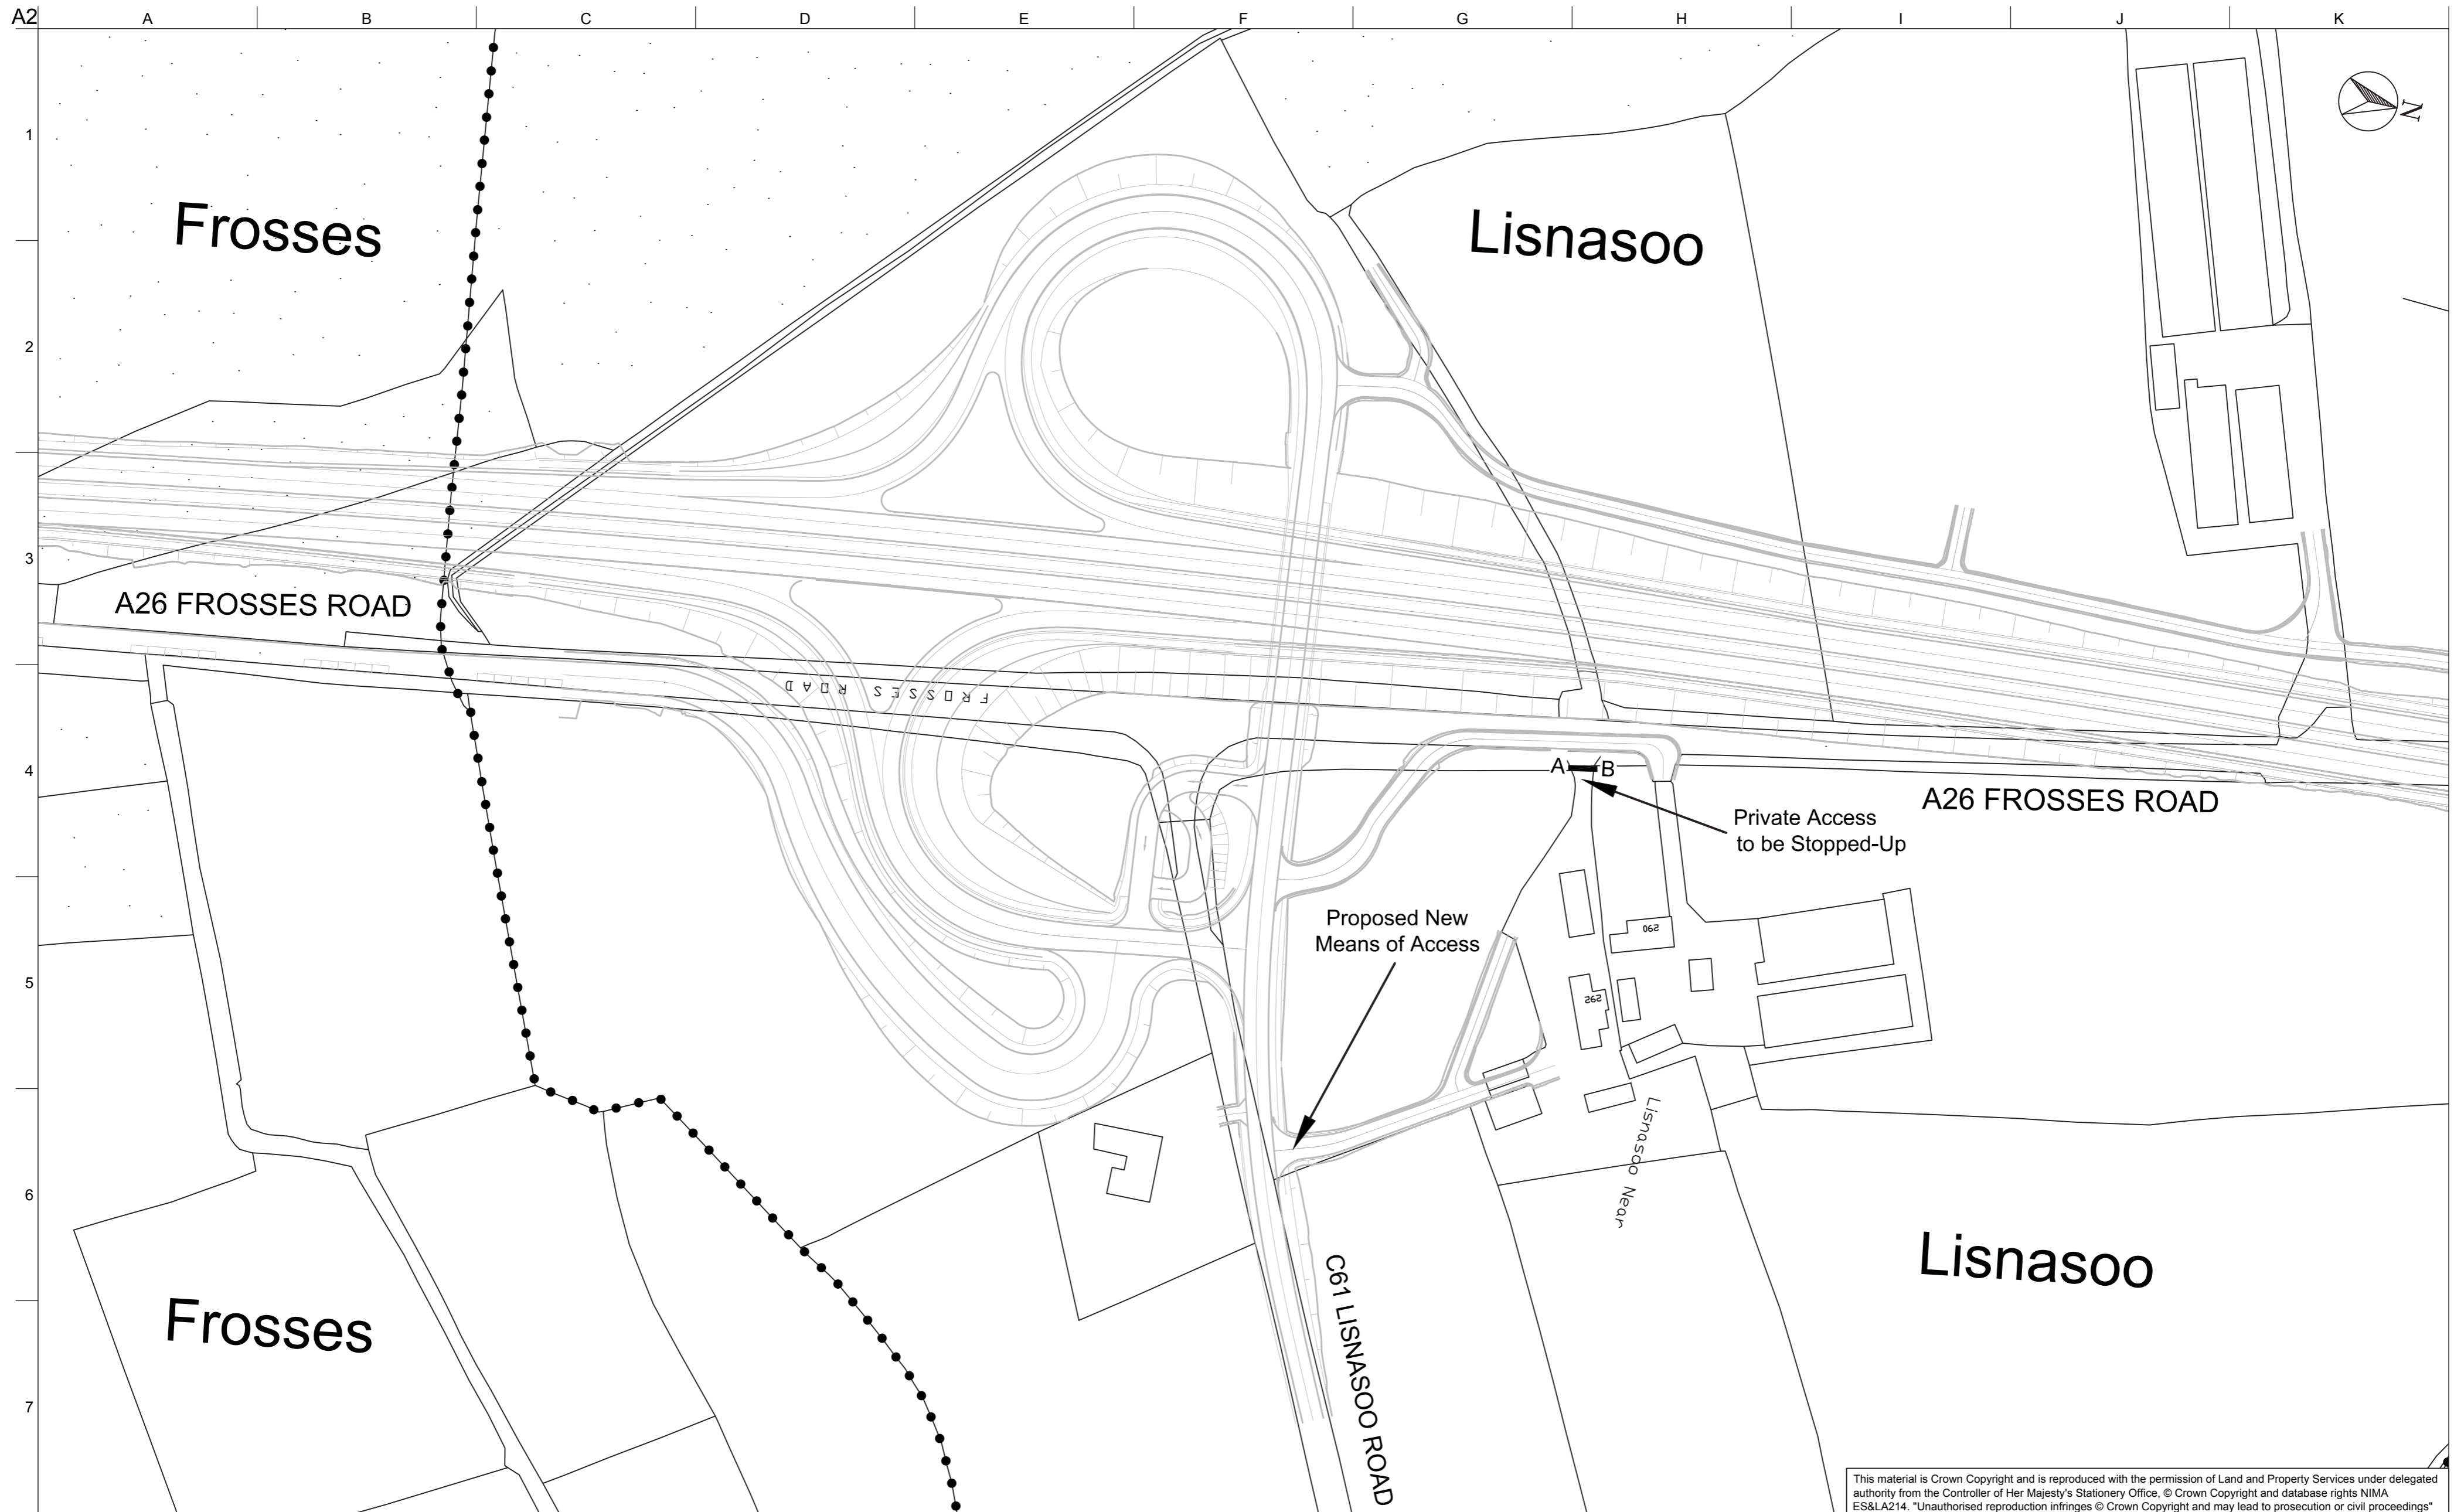 A2
A B C D E F G H I J K
1
N
Frosses
Lisnasoo
2
3
A26 FROSSES ROAD
FROSSES ROAD
4
A B
A26 FROSSES ROAD
Private Access
to be Stopped-Up
Proposed New
Means of Access
290
5
292
Lisnasoo Near
6
Lisnasoo
C61 LISNASOO ROAD
Frosses
7
This material is Crown Copyright and is reproduced with the permission of Land and Property Services under delegated
authority from the Controller of Her Majesty's Stationery Office, © Crown Copyright and database rights NIMA
ES&LA214. "Unauthorised reproduction infringes © Crown Copyright and may lead to prosecution or civil proceedings"